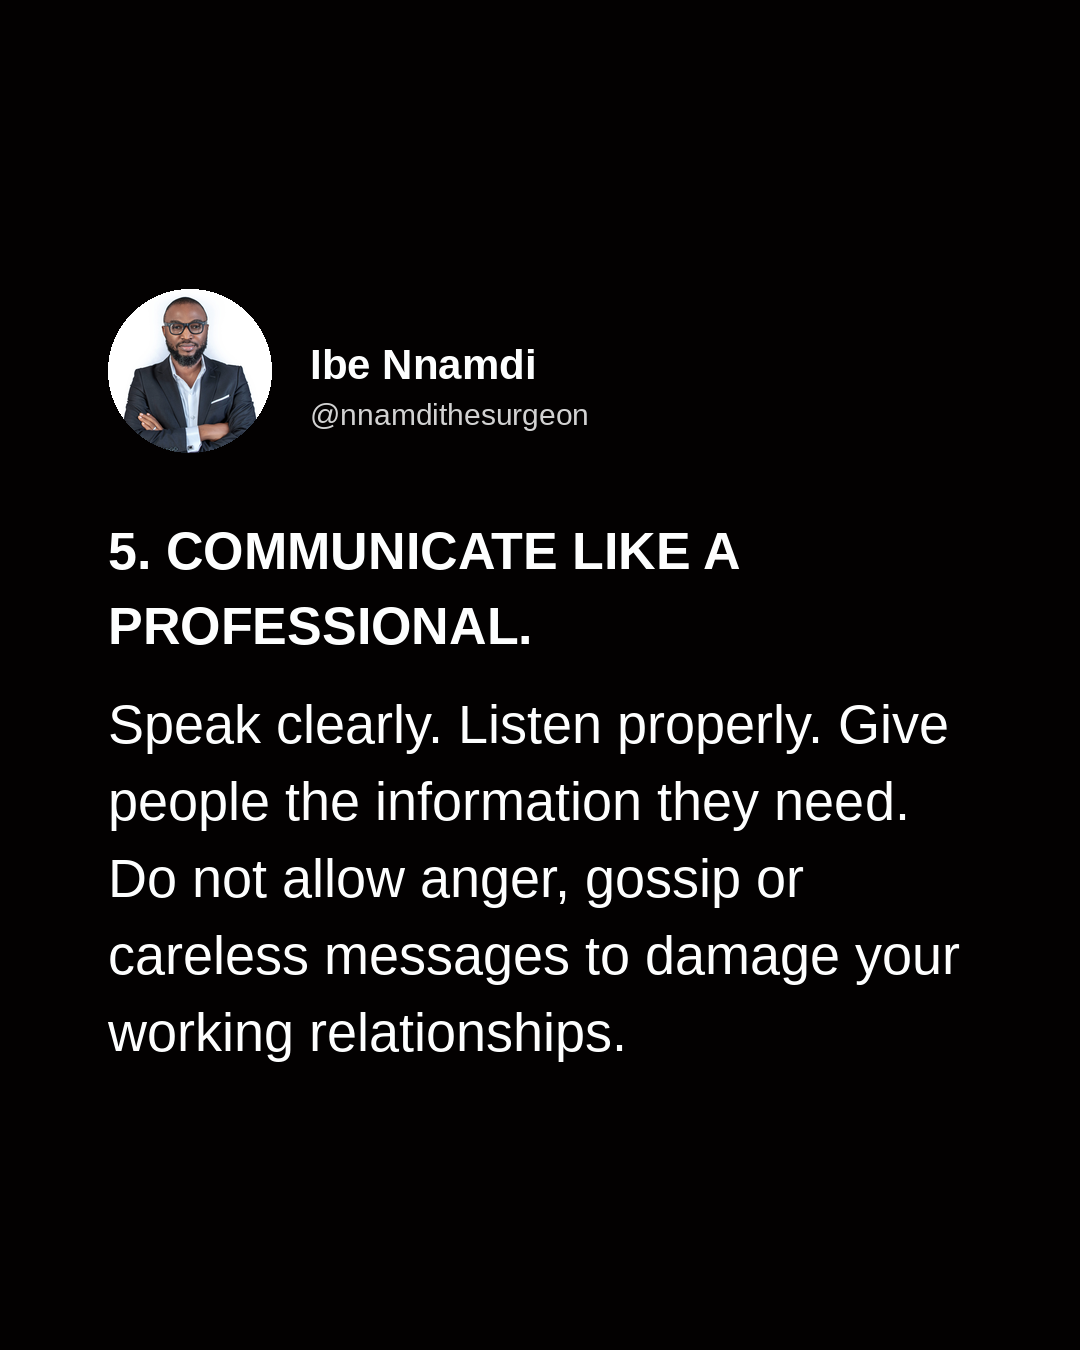 Ibe Nnamdi
@nnamdithesurgeon
5. COMMUNICATE LIKE A
PROFESSIONAL.
Speak clearly. Listen properly. Give
people the information they need.
Do not allow anger, gossip or
careless messages to damage your
working relationships.